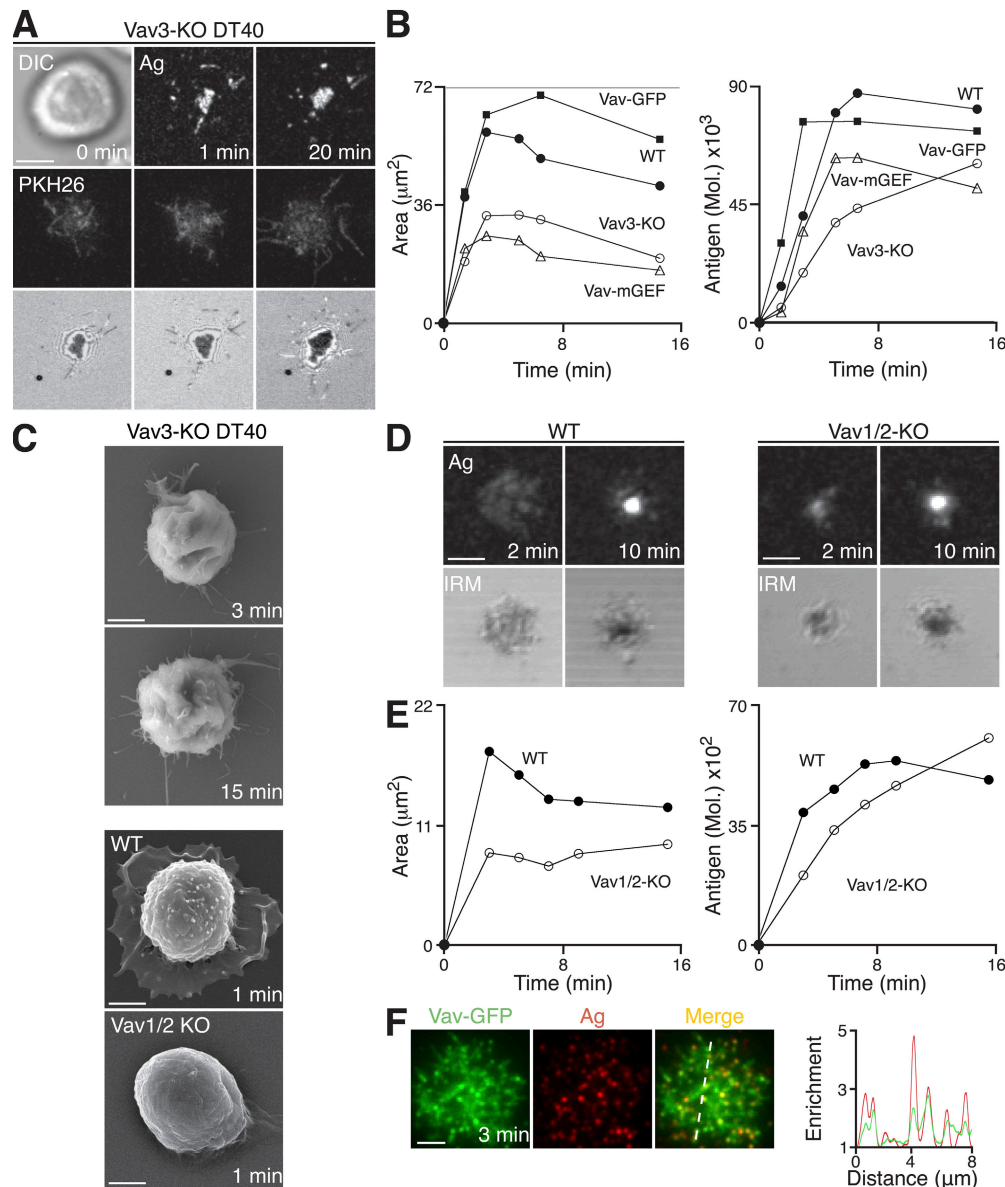 A
Vav3-KO DT40
DIC
0 min
Ag
1 min
20 min
PKH26
B
Area (μm²)
72
36
0
0
8
16
Time (min)
Vav-GFP
WT
Vav3-KO
Vav-mGEF
Antigen (Mol.) x10³
90
45
0
0
8
16
Time (min)
WT
Vav-GFP
Vav-mGEF
Vav3-KO
C
Vav3-KO DT40
3 min
15 min
WT
1 min
Vav1/2 KO
1 min
D
WT
Vav1/2-KO
Ag
2 min
10 min
2 min
10 min
IRM
IRM
E
Area (μm²)
22
11
0
0
8
16
Time (min)
WT
Vav1/2-KO
Antigen (Mol.) x10²
70
35
0
0
8
16
Time (min)
WT
Vav1/2-KO
F
Vav-GFP
Ag
Merge
3 min
Enrichment
5
3
1
0
4
8
Distance (μm)